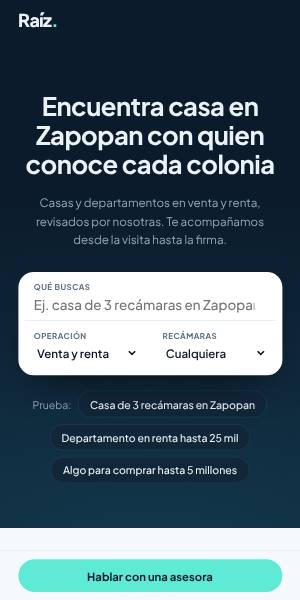 Raíz.
Encuentra casa en
Zapopan con quien
conoce cada colonia
Casas y departamentos en venta y renta,
revisados por nosotras. Te acompañamos
desde la visita hasta la firma.
QUÉ BUSCAS
Ej. casa de 3 recámaras en Zapopan
OPERACIÓN RECÁMARAS
Venta y renta Cualquiera
Prueba: Casa de 3 recámaras en Zapopan
Departamento en renta hasta 25 mil
Algo para comprar hasta 5 millones
Hablar con una asesora